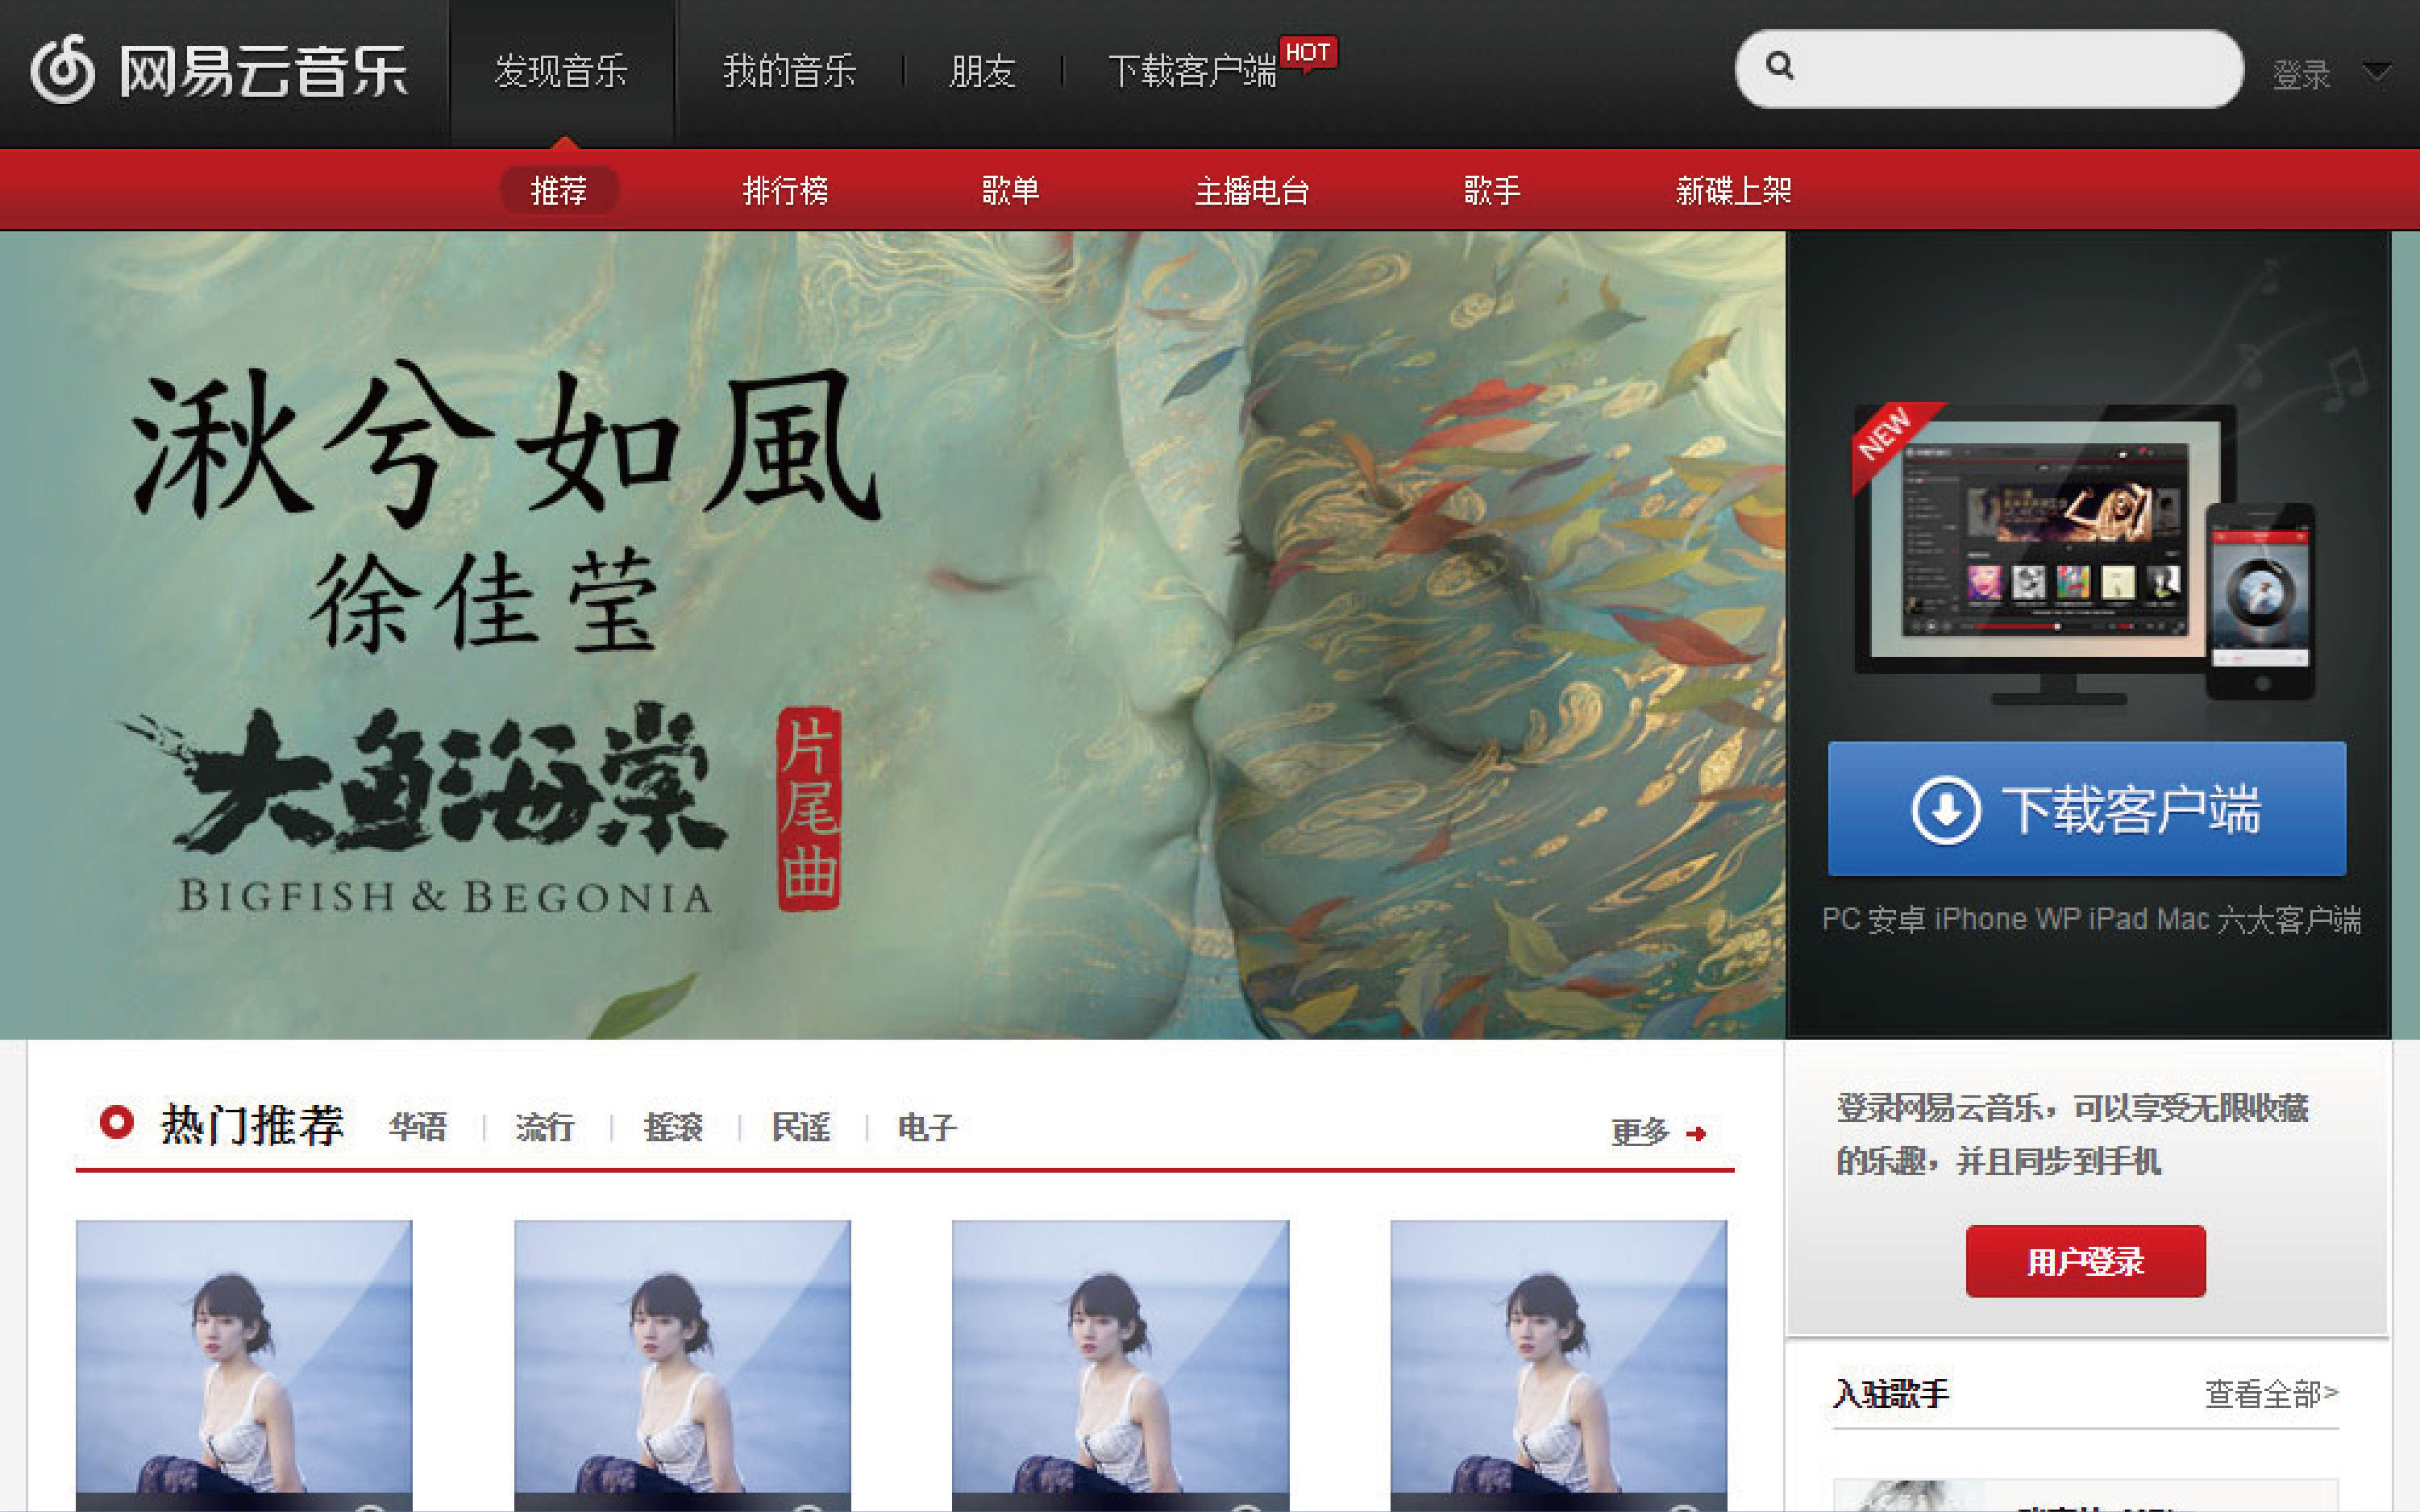 网易云音乐
发现音乐
我的音乐
朋友
下载客户端
HOT
登录
推荐
排行榜
歌单
主播电台
歌手
新碟上架
湫兮如風
徐佳莹
大鱼海棠
片尾曲
BIGFISH & BEGONIA
NEW
下载客户端
PC 安卓 iPhone WP iPad Mac 六大客户端
热门推荐
华语
流行
摇滚
民谣
电子
更多
登录网易云音乐，可以享受无限收藏
的乐趣，并且同步到手机
用户登录
入驻歌手
查看全部>